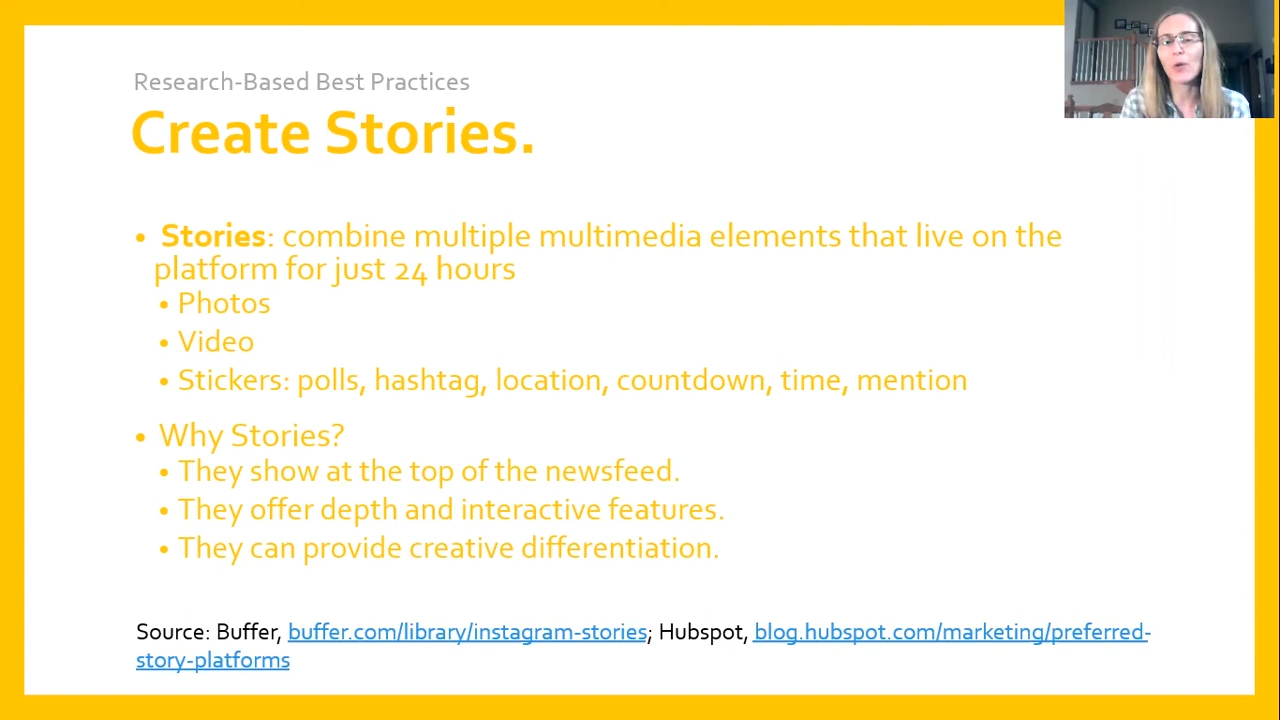 Research-Based Best Practices
Create Stories.
• Stories: combine multiple multimedia elements that live on the
platform for just 24 hours
• Photos
• Video
• Stickers: polls, hashtag, location, countdown, time, mention
• Why Stories?
• They show at the top of the newsfeed.
• They offer depth and interactive features.
• They can provide creative differentiation.
Source: Buffer, buffer.com/library/instagram-stories; Hubspot, blog.hubspot.com/marketing/preferred-
story-platforms